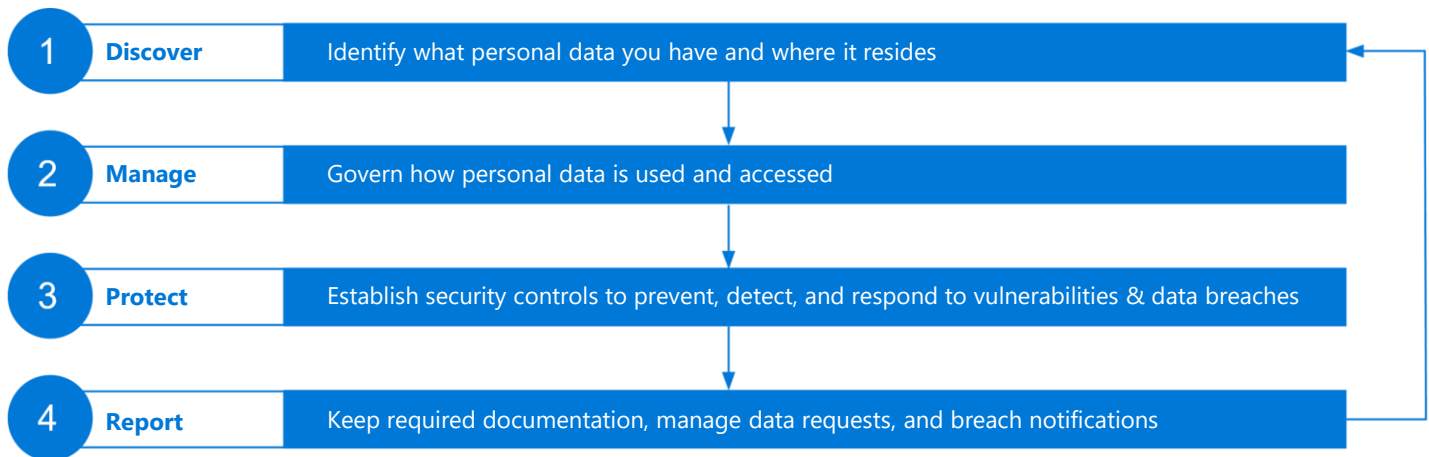 1 Discover Identify what personal data you have and where it resides
2 Manage Govern how personal data is used and accessed
3 Protect Establish security controls to prevent, detect, and respond to vulnerabilities & data breaches
4 Report Keep required documentation, manage data requests, and breach notifications